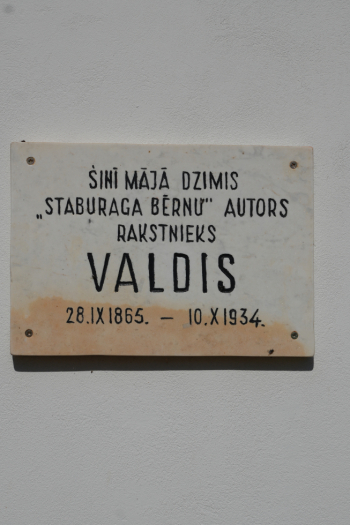 ŠINĪ MĀJĀ DZIMIS
„STABURAGA BĒRNU" AUTORS
RAKSTNIEKS
VALDIS
28.IX1865. — 10.X1934.